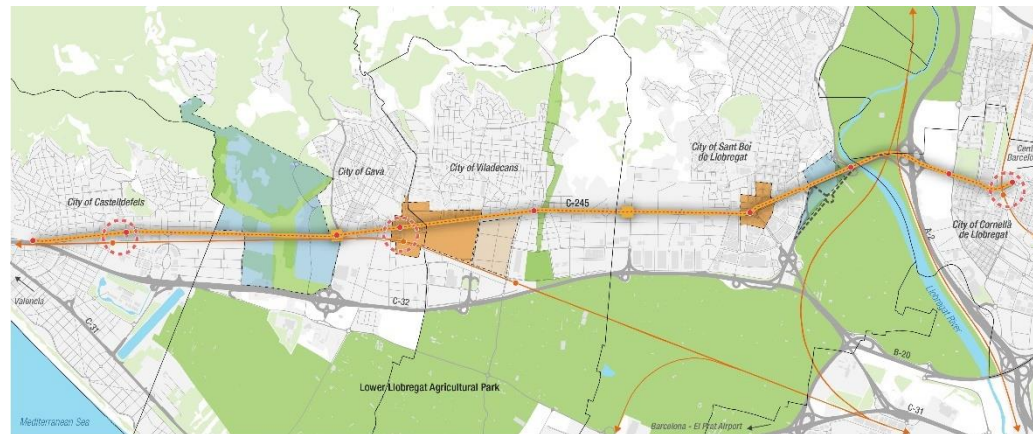 City of Castelldefels
City of Gavà
City of Viladecans
City of Sant Boi
de Llobregat
City of Cornellà
de Llobregat
Barcelona
C-245
A-2
Valencia
C-31
C-32
Llobregat
River
B-20
Lower Llobregat Agricultural Park
C-31
Mediterranean Sea
Barcelona - El Prat Airport